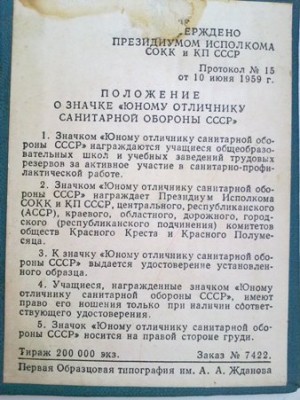 ЕРЖДЕНО
ПРЕЗИДИУМОМ ИСПОЛКОМА
СОКК и КП СССР
Протокол № 15
от 10 июня 1959 г.
ПОЛОЖЕНИЕ
О ЗНАЧКЕ «ЮНОМУ ОТЛИЧНИКУ
САНИТАРНОЙ ОБОРОНЫ СССР»
1. Значком «Юному отличнику санитарной обо-
роны СССР» награждаются учащиеся общеобразо-
вательных школ и учебных заведений трудовых
резервов за активное участие в санитарно-профи-
лактической работе.
2. Значком «Юному отличнику санитарной обороны
СССР» награждает Президиум Исполкома
СОКК и КП СССР, центрального, республиканского
(АССР), краевого, областного, дорожного, город-
ского (республиканского подчинения) комитетов
обществ Красного Креста и Красного Полуме-
сяца.
3. К значку «Юному отличнику санитарной обо-
роны СССР» выдается удостоверение установлен-
ного образца.
4. Учащиеся, награжденные значком «Юному
отличнику санитарной обороны СССР», имеют
право его ношения только при наличии соответ-
ствующего удостоверения.
5. Значок «Юному отличнику санитарной обо-
роны СССР» носится на правой стороне груди.
Тираж 200 000 экз. Заказ № 7422.
Первая Образцовая типография им. А. А. Жданова